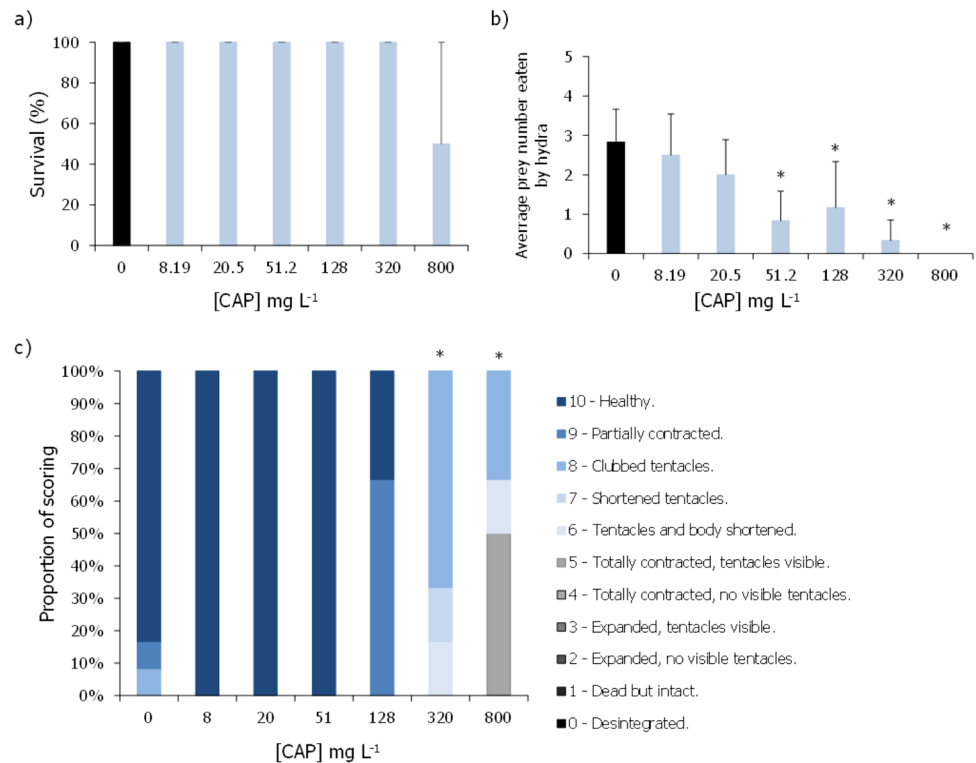 a)
100
80
60
40
20
0
Survival (%)
0 8.19 20.5 51.2 128 320 800
[CAP] mg L-1
b)
5
4
3
2
1
0
Averrage prey number eaten
by hydra
* * * *
0 8.19 20.5 51.2 128 320 800
[CAP] mg L-1
c)
* *
100%
90%
80%
70%
60%
50%
40%
30%
20%
10%
0%
Proportion of scoring
0 8 20 51 128 320 800
[CAP] mg L-1
10 - Healthy.
9 - Partially contracted.
8 - Clubbed tentacles.
7 - Shortened tentacles.
6 - Tentacles and body shortened.
5 - Totally contracted, tentacles visible.
4 - Totally contracted, no visible tentacles.
3 - Expanded, tentacles visible.
2 - Expanded, no visible tentacles.
1 - Dead but intact.
0 - Desintegrated.